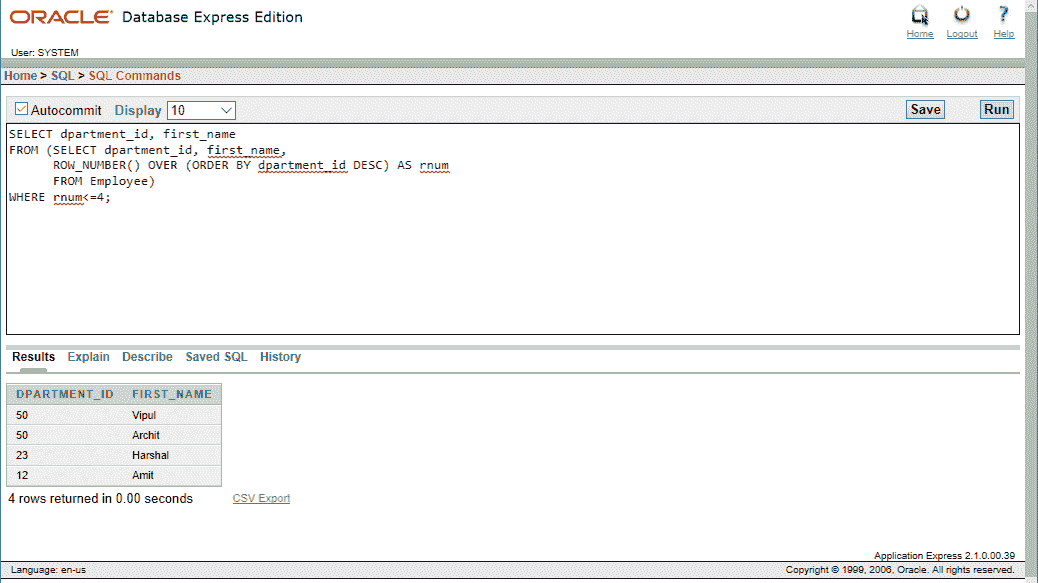 ORACLE® Database Express Edition
Home Logout Help
User: SYSTEM
Home > SQL > SQL Commands
Autocommit Display 10 Save Run
SELECT dpartment_id, first_name
FROM (SELECT dpartment_id, first_name,
ROW_NUMBER() OVER (ORDER BY dpartment_id DESC) AS rnum
FROM Employee)
WHERE rnum<=4;
Results Explain Describe Saved SQL History
DPARTMENT_ID FIRST_NAME
50 Vipul
50 Archit
23 Harshal
12 Amit
4 rows returned in 0.00 seconds CSV Export
Application Express 2.1.0.00.39
Language: en-us Copyright © 1999, 2006, Oracle. All rights reserved.